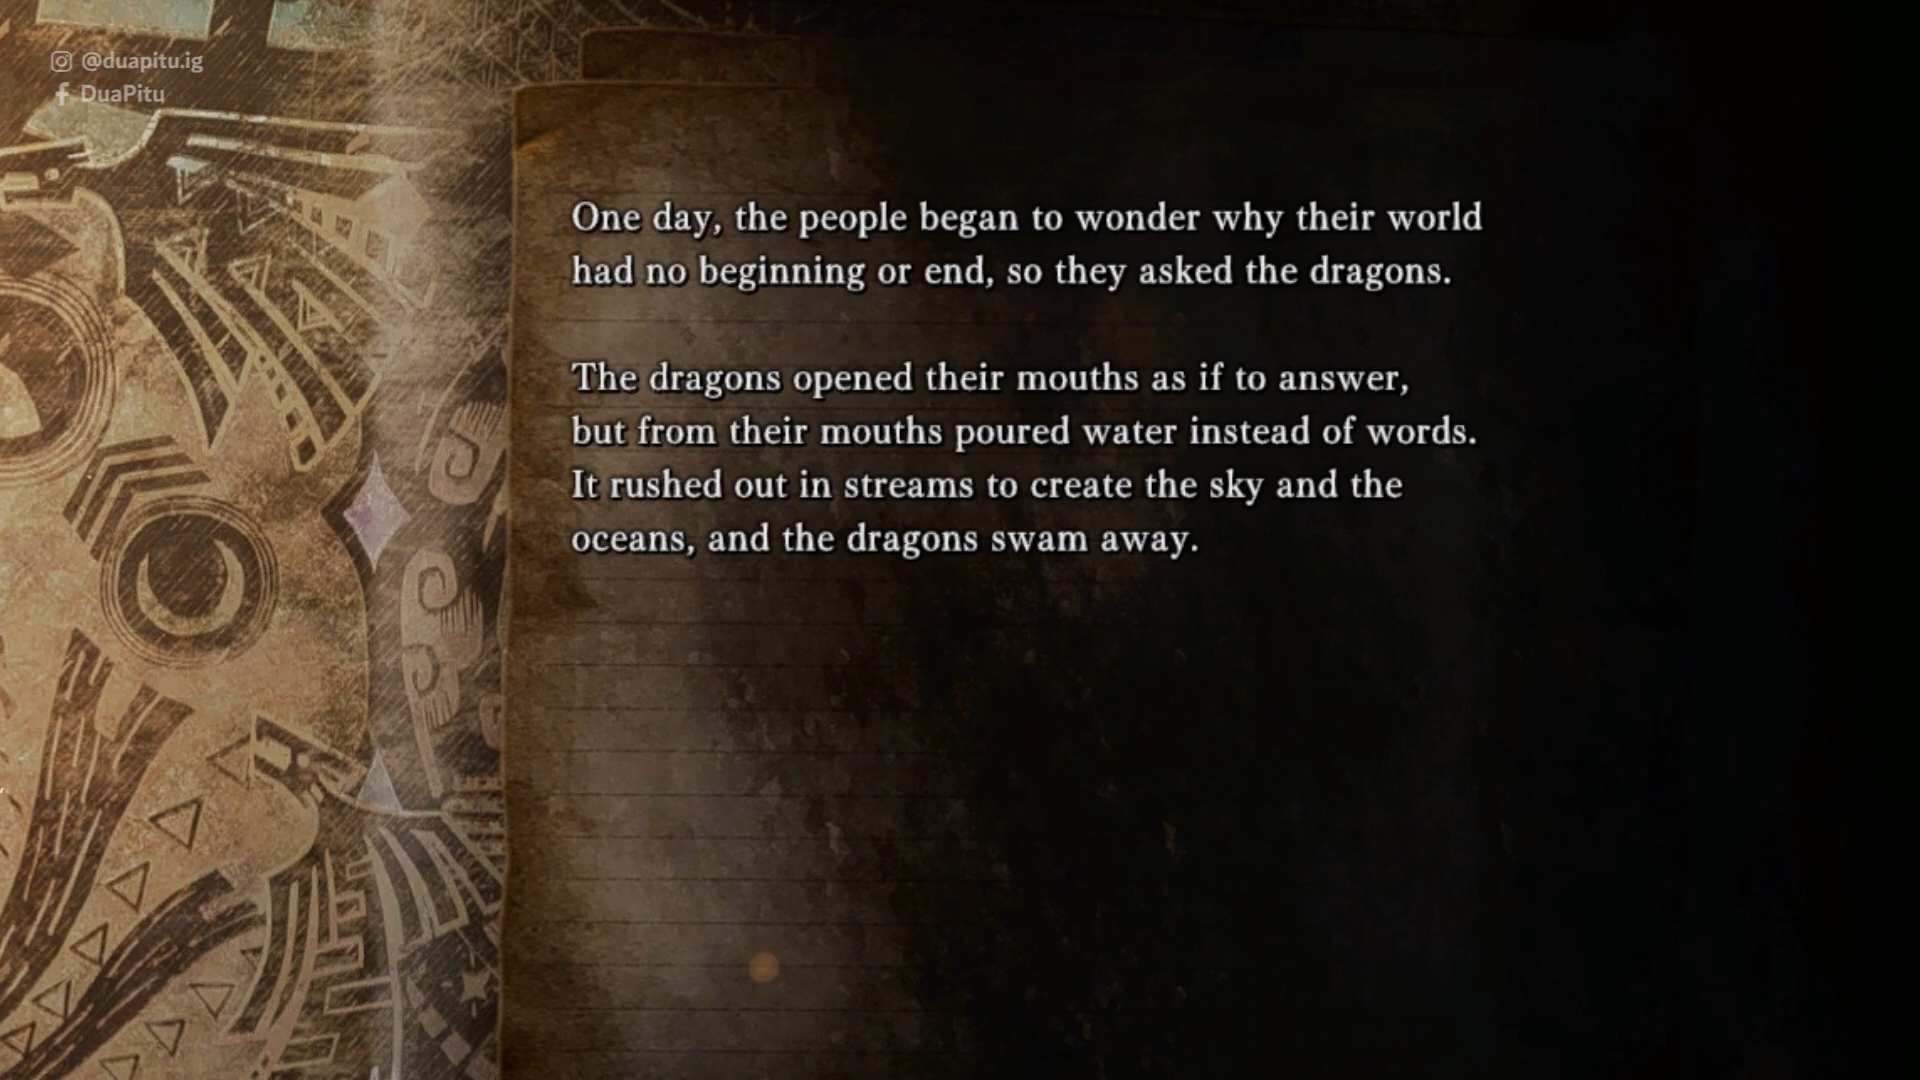 @duapitu.ig
DuaPitu
One day, the people began to wonder why their world
had no beginning or end, so they asked the dragons.
The dragons opened their mouths as if to answer,
but from their mouths poured water instead of words.
It rushed out in streams to create the sky and the
oceans, and the dragons swam away.